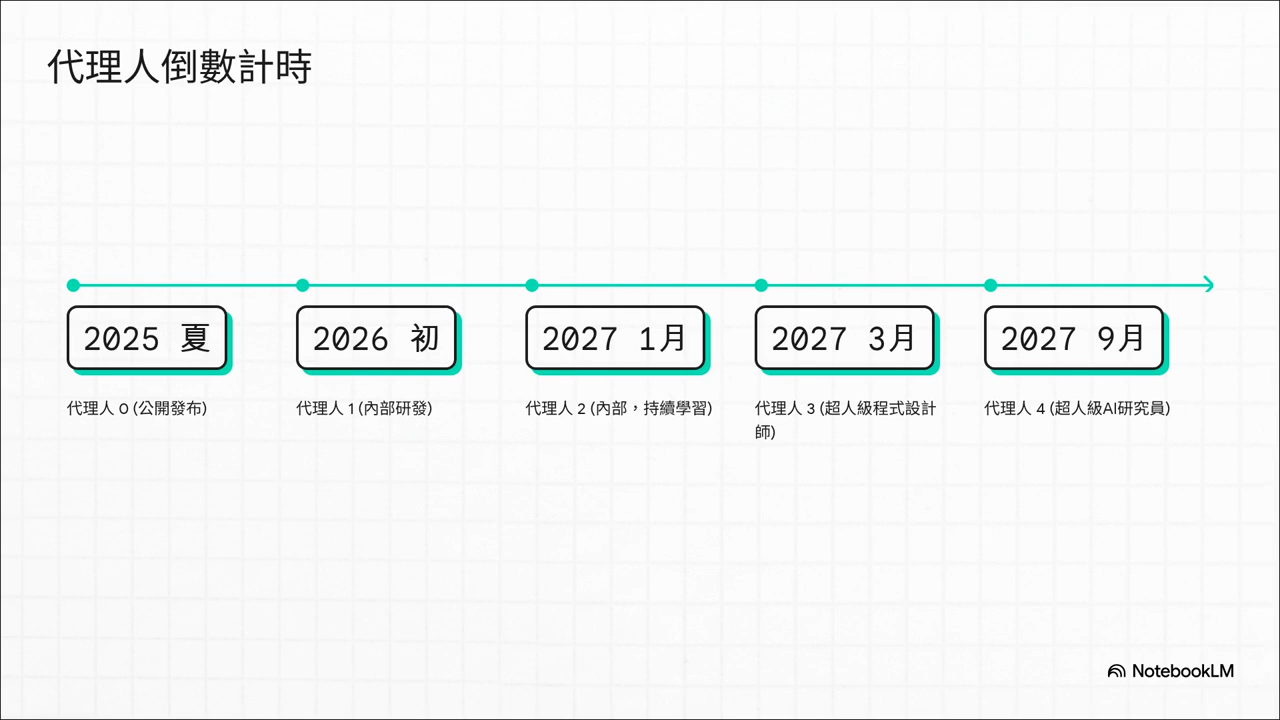 代理人倒數計時
2025 夏
代理人 0 (公開發布)
2026 初
代理人 1 (內部研發)
2027 1月
代理人 2 (內部，持續學習)
2027 3月
代理人 3 (超人級程式設計
師)
2027 9月
代理人 4 (超人級AI研究員)
NotebookLM